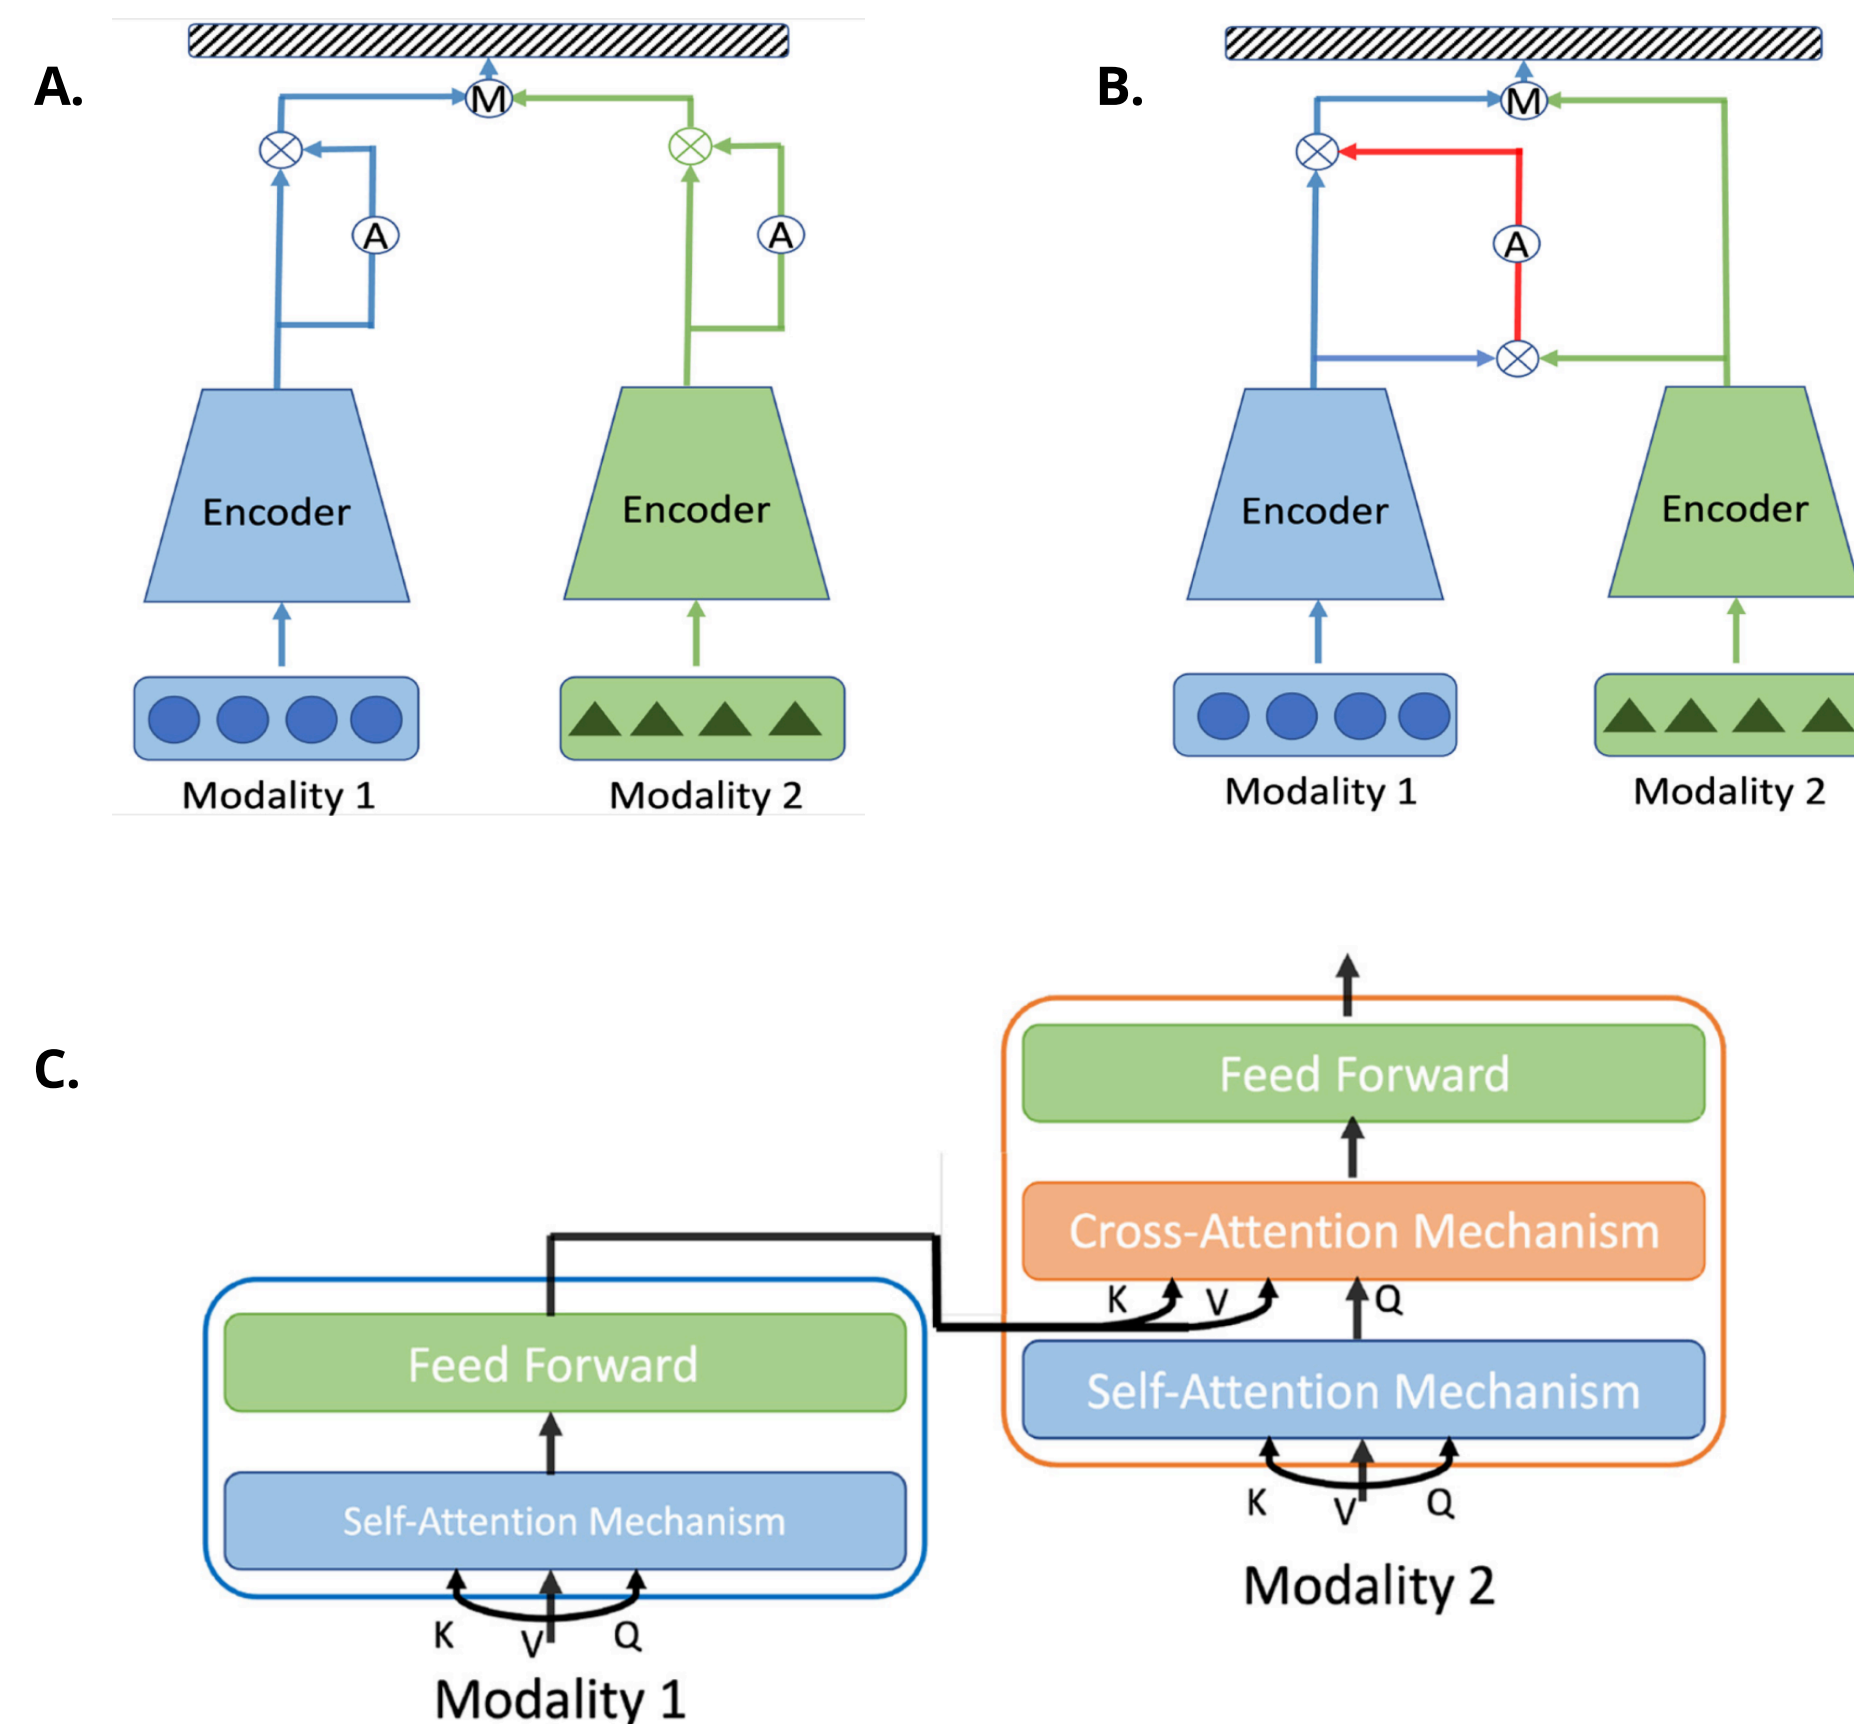 A.
M
A
A
Encoder
Encoder
Modality 1
Modality 2
B.
M
A
Encoder
Encoder
Modality 1
Modality 2
C.
Feed Forward
Self-Attention Mechanism
K V Q
Modality 1
Feed Forward
Cross-Attention Mechanism
K V Q
Self-Attention Mechanism
K V Q
Modality 2